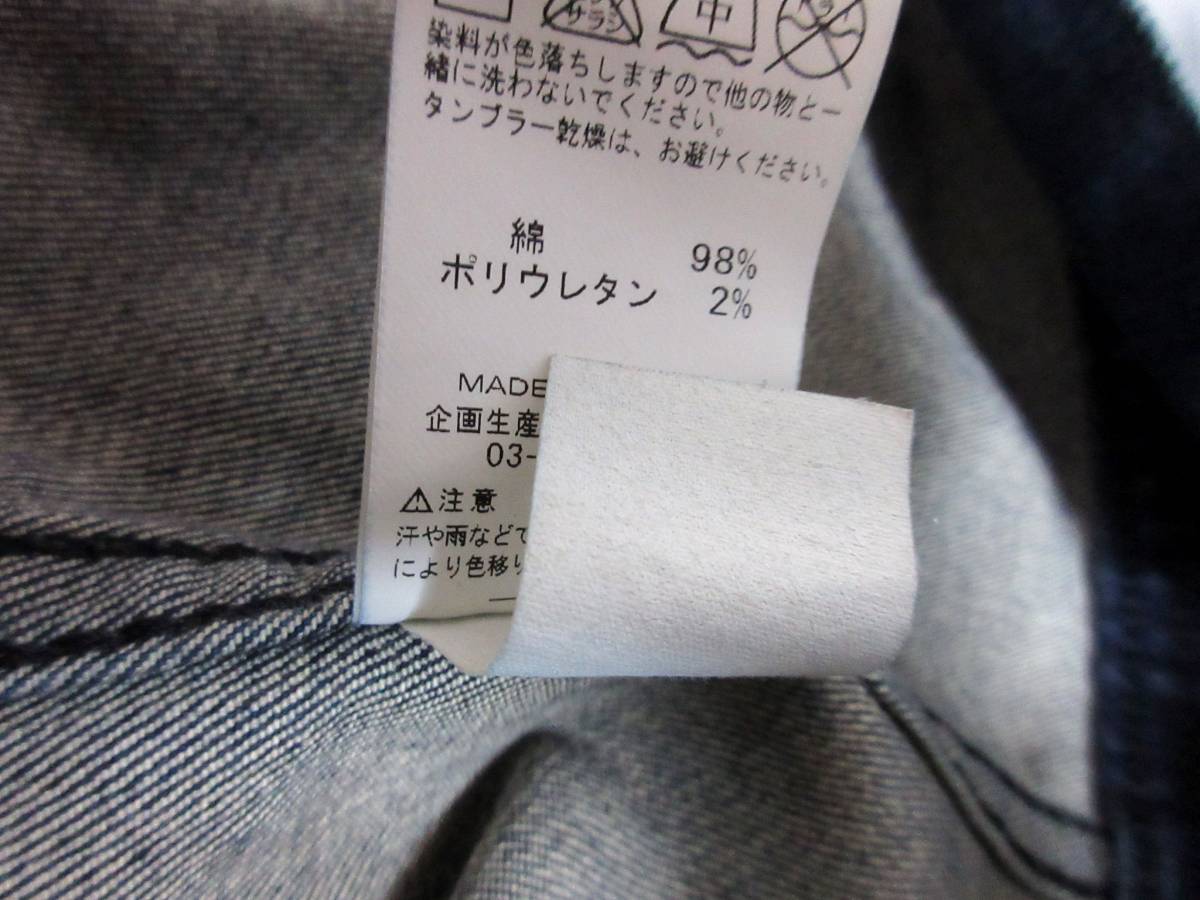 サラシ
中
染料が色落ちしますので他の物と一
緒に洗わないでください。
タンブラー乾燥は、お避けください。
綿 98%
ポリウレタン 2%
MADE
企画生産
03-
⚠注意
汗や雨などで
により色移り